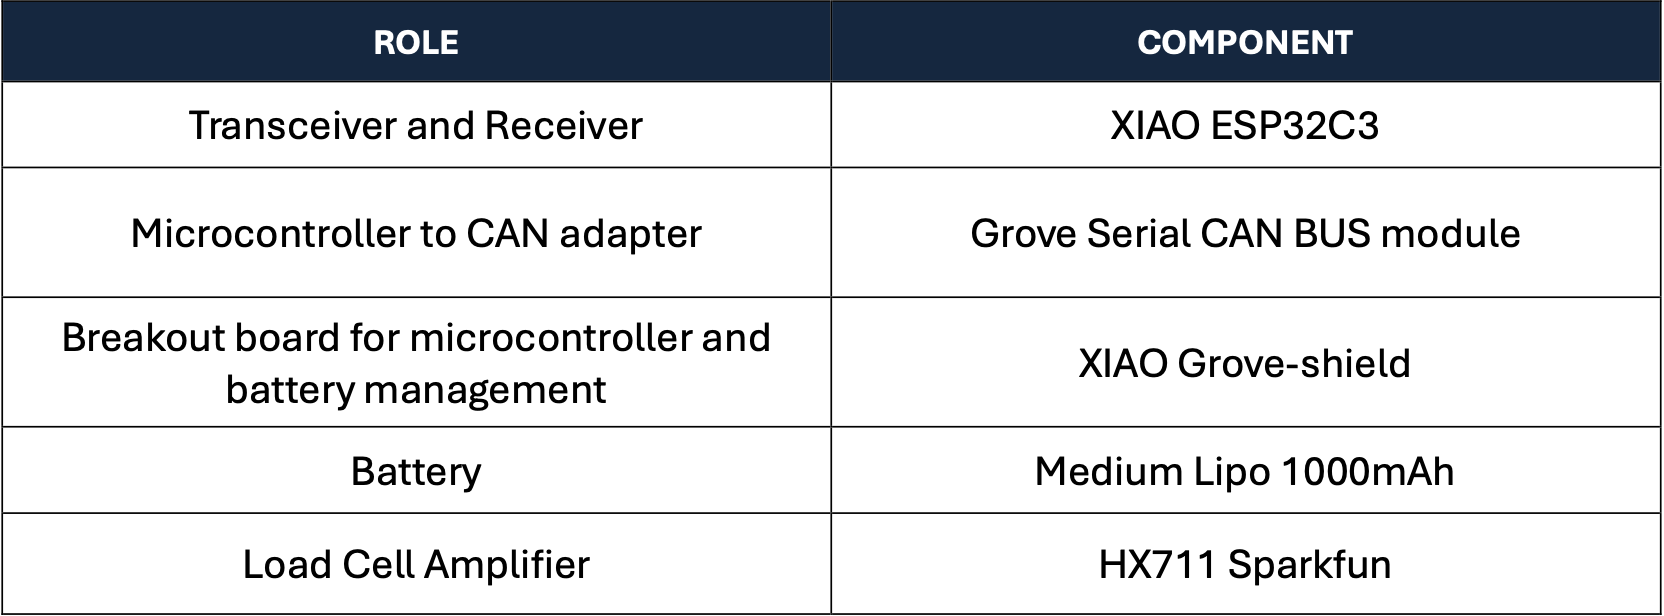 ROLE
COMPONENT
Transceiver and Receiver
XIAO ESP32C3
Microcontroller to CAN adapter
Grove Serial CAN BUS module
Breakout board for microcontroller and
battery management
XIAO Grove-shield
Battery
Medium Lipo 1000mAh
Load Cell Amplifier
HX711 Sparkfun